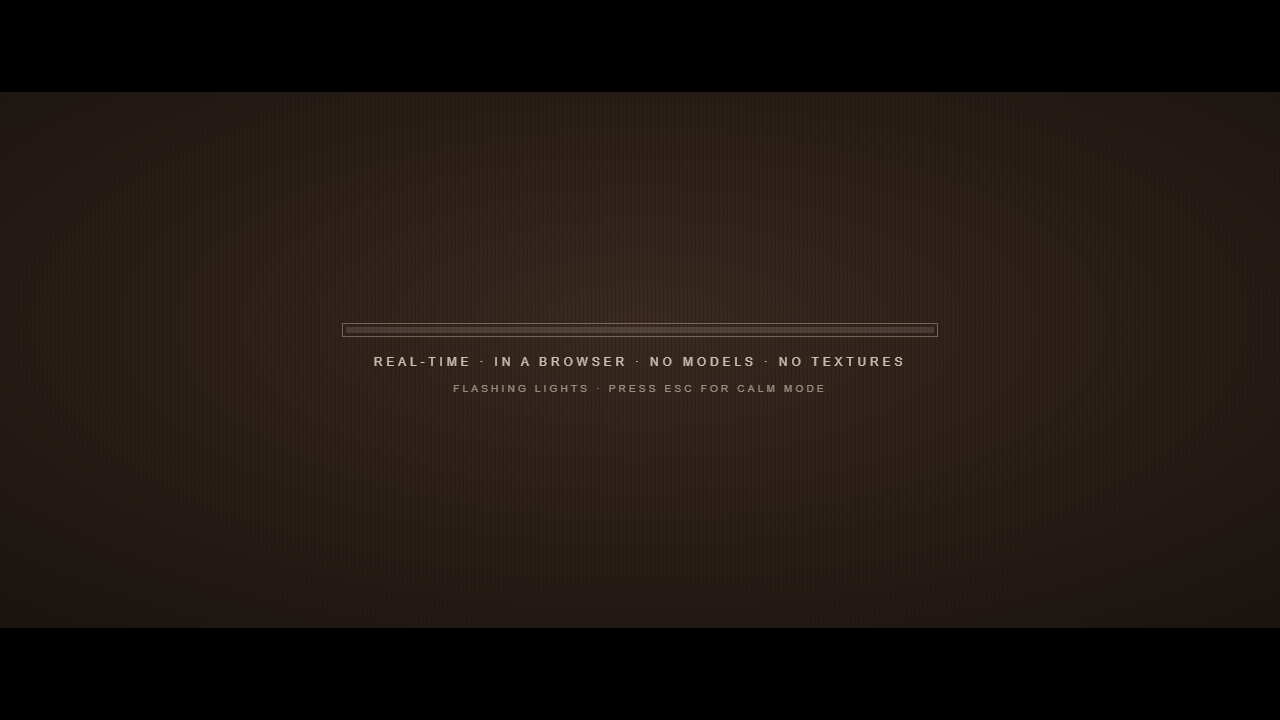 REAL-TIME · IN A BROWSER · NO MODELS · NO TEXTURES
FLASHING LIGHTS · PRESS ESC FOR CALM MODE